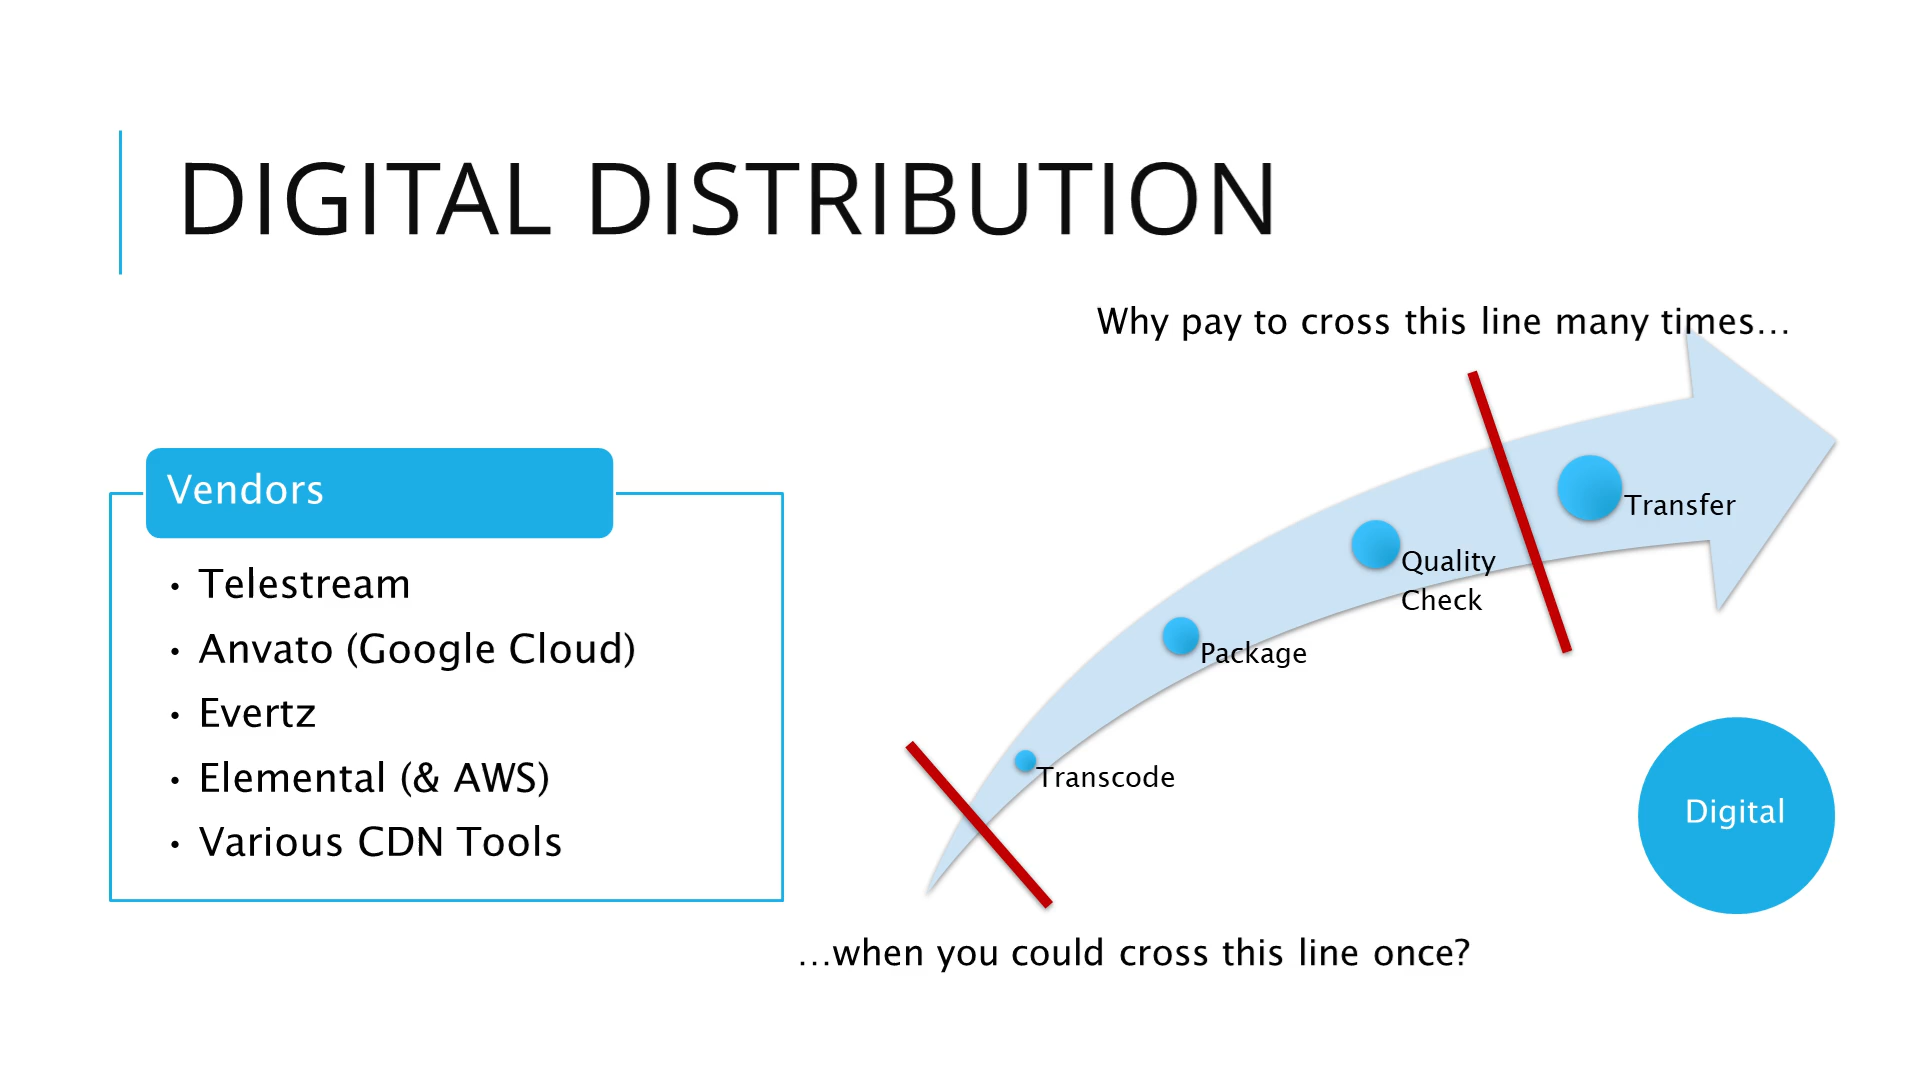 DIGITAL DISTRIBUTION
Why pay to cross this line many times…
Vendors
• Telestream
• Anvato (Google Cloud)
• Evertz
• Elemental (& AWS)
• Various CDN Tools
Transfer
Quality
Check
Package
Transcode
Digital
…when you could cross this line once?